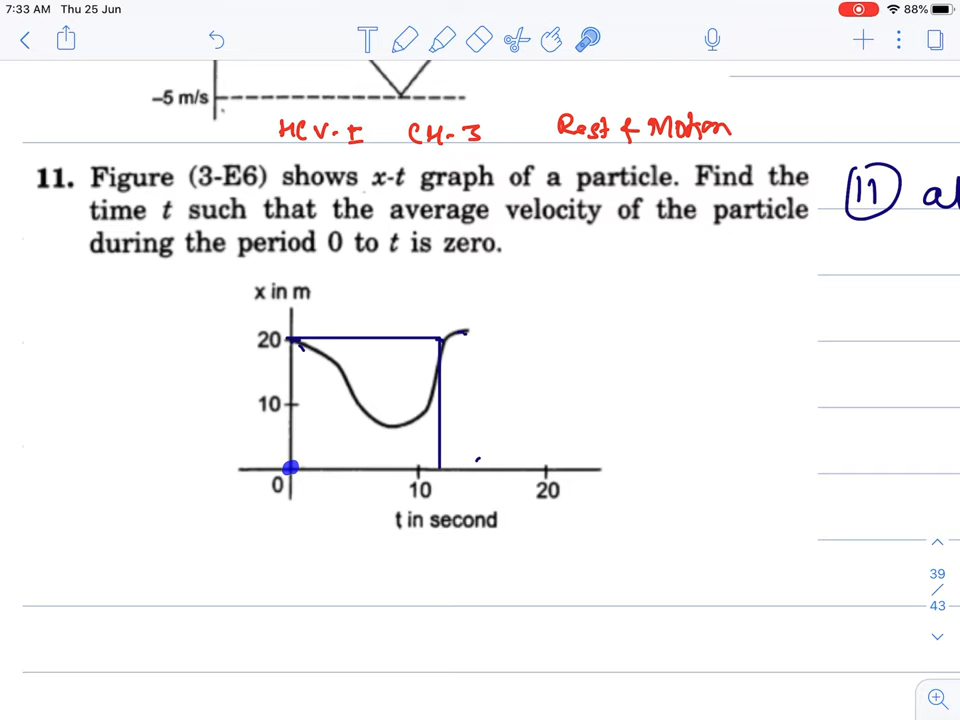 7:33 AM Thu 25 Jun
88%
T
-5 m/s
HCV-I CH-3 Rest & Motion
11. Figure (3-E6) shows x-t graph of a particle. Find the
time t such that the average velocity of the particle
during the period 0 to t is zero.
11
x in m
20
10
0
10
20
t in second
39
/
43